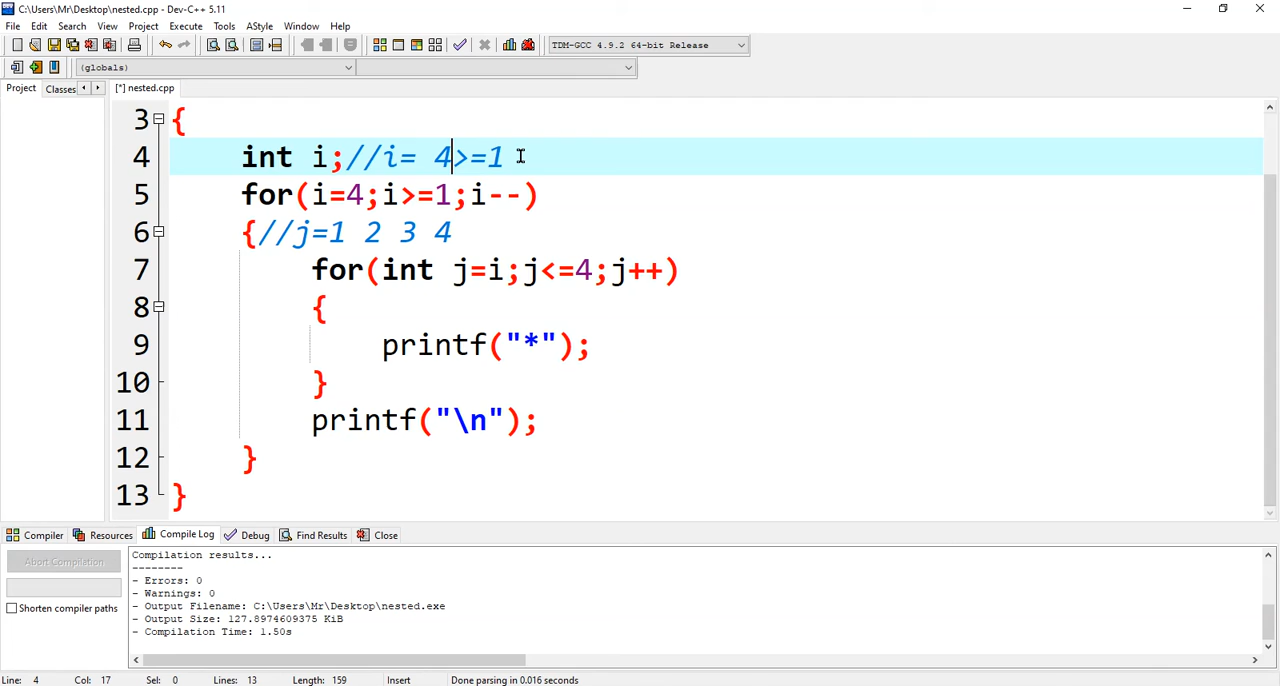 C:\Users\Mr\Desktop\nested.cpp - Dev-C++ 5.11
File Edit Search View Project Execute Tools AStyle Window Help
TDM-GCC 4.9.2 64-bit Release
(globals)
Project Classes [*] nested.cpp
3 {
4 int i;//i= 4>=1
5 for(i=4;i>=1;i--)
6 {//j=1 2 3 4
7 for(int j=i;j<=4;j++)
8 {
9 printf("*");
10 }
11 printf("\n");
12 }
13 }
Compiler Resources Compile Log Debug Find Results Close
Abort Compilation
Shorten compiler paths
Compilation results...
--------
- Errors: 0
- Warnings: 0
- Output Filename: C:\Users\Mr\Desktop\nested.exe
- Output Size: 127.8974609375 KiB
- Compilation Time: 1.50s
Line: 4 Col: 17 Sel: 0 Lines: 13 Length: 159 Insert Done parsing in 0.016 seconds